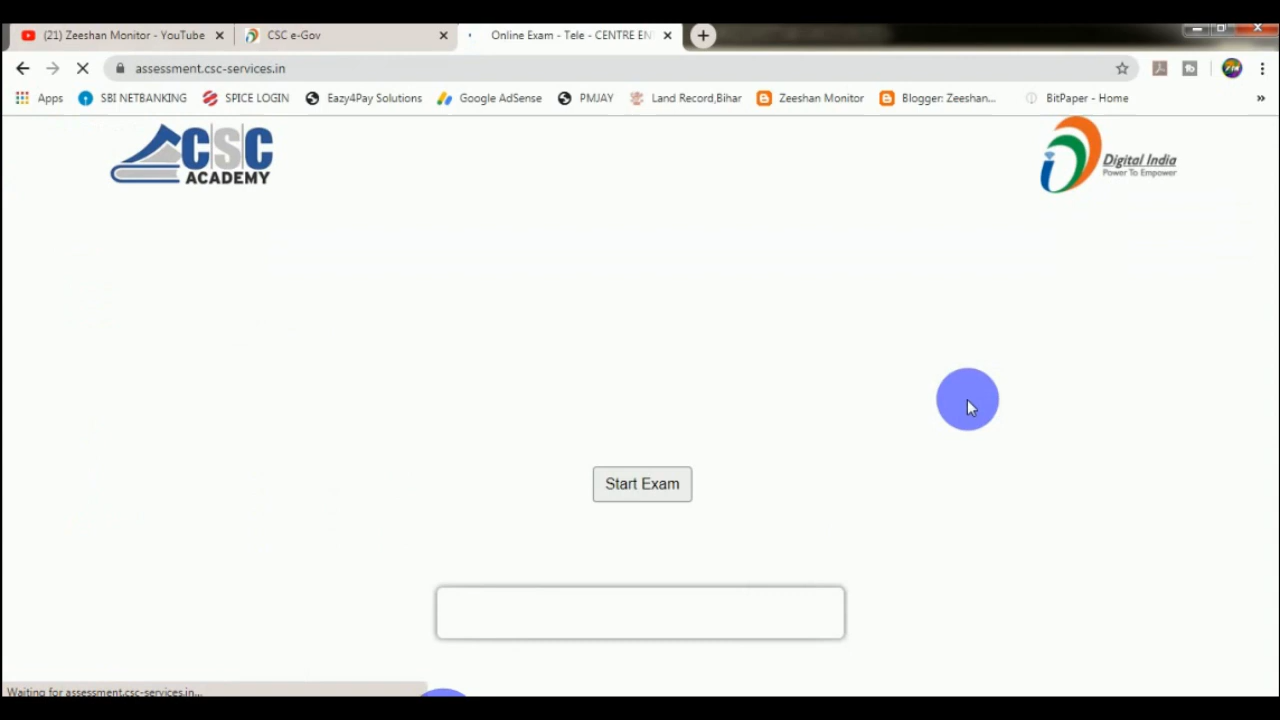 (21) Zeeshan Monitor - YouTube
CSC e-Gov
Online Exam - Tele - CENTRE EN
assessment.csc-services.in
Apps
SBI NETBANKING
SPICE LOGIN
Eazy4Pay Solutions
Google AdSense
PMJAY
Land Record,Bihar
Zeeshan Monitor
Blogger: Zeeshan...
BitPaper - Home
»
CSC
ACADEMY
Digital India
Power To Empower
Start Exam
Waiting for assessment.csc-services.in...